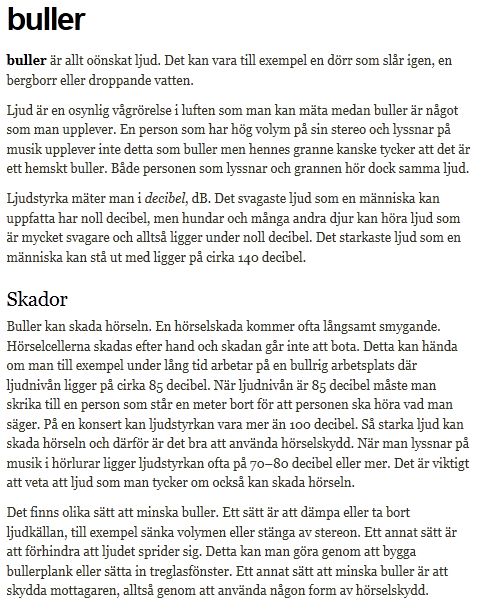 buller
buller är allt oönskat ljud. Det kan vara till exempel en dörr som slår igen, en
bergborr eller droppande vatten.
Ljud är en osynlig vågrörelse i luften som man kan mäta medan buller är något
som man upplever. En person som har hög volym på sin stereo och lyssnar på
musik upplever inte detta som buller men hennes granne kanske tycker att det är
ett hemskt buller. Både personen som lyssnar och grannen hör dock samma ljud.
Ljudstyrka mäter man i decibel, dB. Det svagaste ljud som en människa kan
uppfatta har noll decibel, men hundar och många andra djur kan höra ljud som
är mycket svagare och alltså ligger under noll decibel. Det starkaste ljud som en
människa kan stå ut med ligger på cirka 140 decibel.
Skador
Buller kan skada hörseln. En hörselskada kommer ofta långsamt smygande.
Hörselcellerna skadas efter hand och skadan går inte att bota. Detta kan hända
om man till exempel under lång tid arbetar på en bullrig arbetsplats där
ljudnivån ligger på cirka 85 decibel. När ljudnivån är 85 decibel måste man
skrika till en person som står en meter bort för att personen ska höra vad man
säger. På en konsert kan ljudstyrkan vara mer än 100 decibel. Så starka ljud kan
skada hörseln och därför är det bra att använda hörselskydd. När man lyssnar på
musik i hörlurar ligger ljudstyrkan ofta på 70–80 decibel eller mer. Det är viktigt
att veta att ljud som man tycker om också kan skada hörseln.
Det finns olika sätt att minska buller. Ett sätt är att dämpa eller ta bort
ljudkällan, till exempel sänka volymen eller stänga av stereon. Ett annat sätt är
att förhindra att ljudet sprider sig. Detta kan man göra genom att bygga
bullerplank eller sätta in treglasfönster. Ett annat sätt att minska buller är att
skydda mottagaren, alltså genom att använda någon form av hörselskydd.